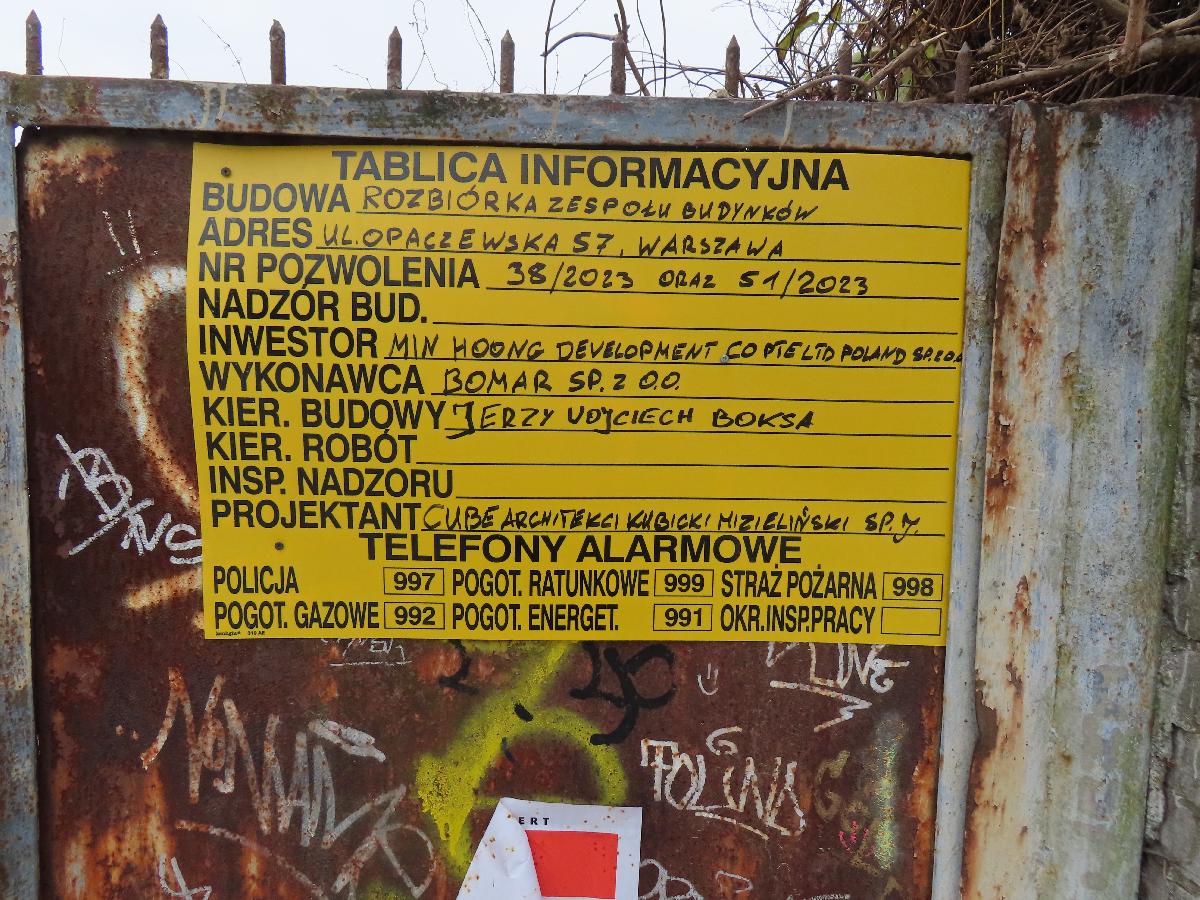 TABLICA INFORMACYJNA
BUDOWA ROZBIÓRKA ZESPOŁU BUDYNKÓW
ADRES UL. OPACZEWSKA 57, WARSZAWA
NR POZWOLENIA 38/2023 ORAZ 51/2023
NADZÓR BUD.
INWESTOR MIN HOONG DEVELOPMENT CO PTE LTD POLAND SP. Z O.O.
WYKONAWCA BOMAR SP. Z O.O.
KIER. BUDOWY JERZY WOJCIECH BOKSA
KIER. ROBÓT
INSP. NADZORU
PROJEKTANT CUBE ARCHITEKCI KUBICKI MIZIELIŃSKI SP. J.
TELEFONY ALARMOWE
POLICJA 997 POGOT. RATUNKOWE 999 STRAŻ POŻARNA 998
POGOT. GAZOWE 992 POGOT. ENERGET. 991 OKR.INSP.PRACY
ERT